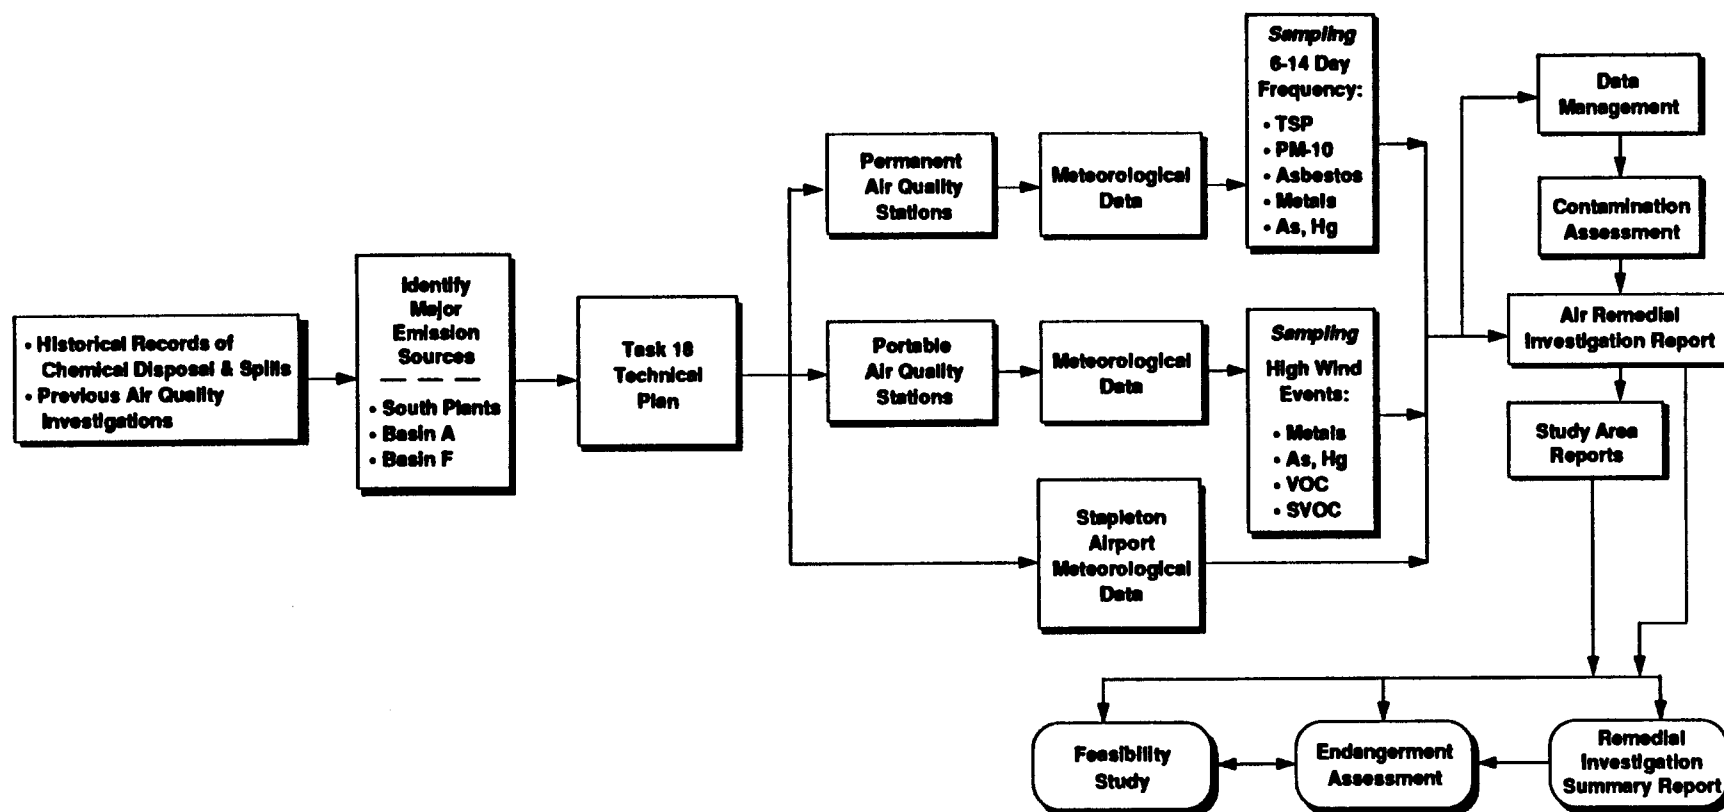 • Historical Records of
Chemical Disposal & Spills
• Previous Air Quality
Investigations
Identify
Major
Emission
Sources
• South Plants
• Basin A
• Basin F
Task 18
Technical
Plan
Permanent
Air Quality
Stations
Meteorological
Data
Sampling
6-14 Day
Frequency:
• TSP
• PM-10
• Asbestos
• Metals
• As, Hg
Portable
Air Quality
Stations
Meteorological
Data
Sampling
High Wind
Events:
• Metals
• As, Hg
• VOC
• SVOC
Stapleton
Airport
Meteorological
Data
Data
Management
Contamination
Assessment
Air Remedial
Investigation Report
Study Area
Reports
Feasibility
Study
Endangerment
Assessment
Remedial
Investigation
Summary Report